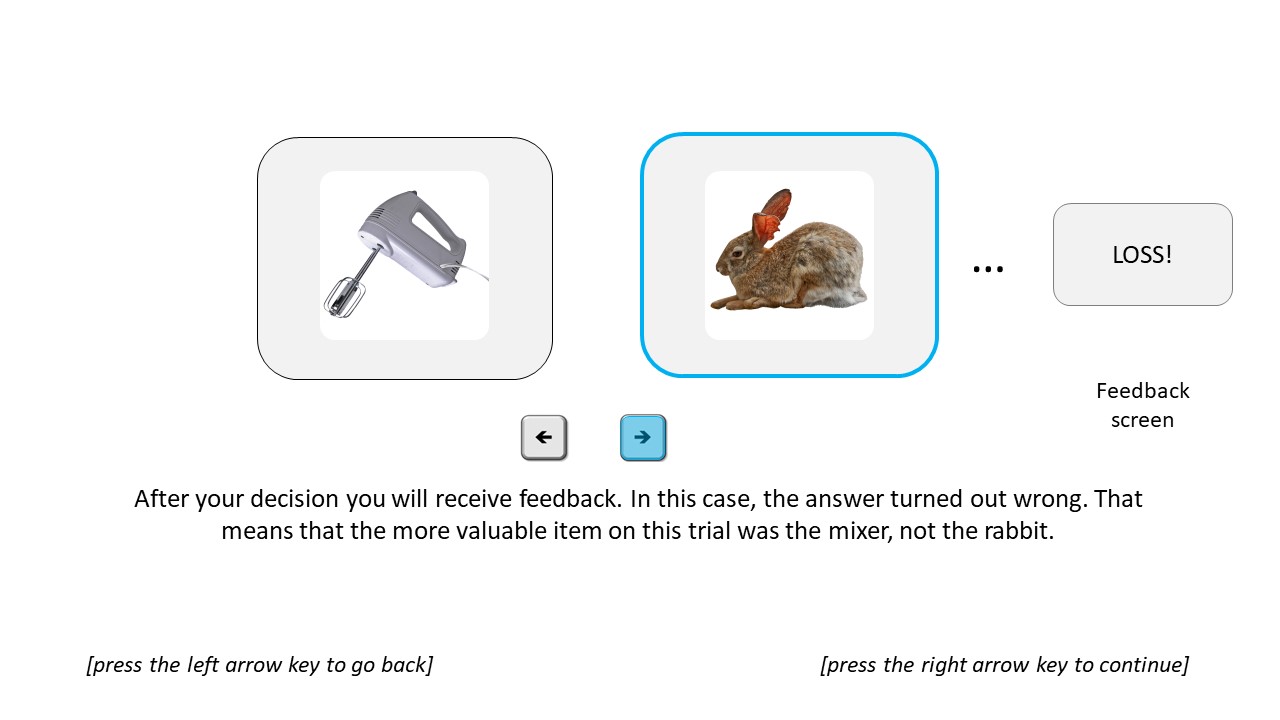 LOSS!
...
Feedback
screen
After your decision you will receive feedback. In this case, the answer turned out wrong. That
means that the more valuable item on this trial was the mixer, not the rabbit.
[press the left arrow key to go back]
[press the right arrow key to continue]